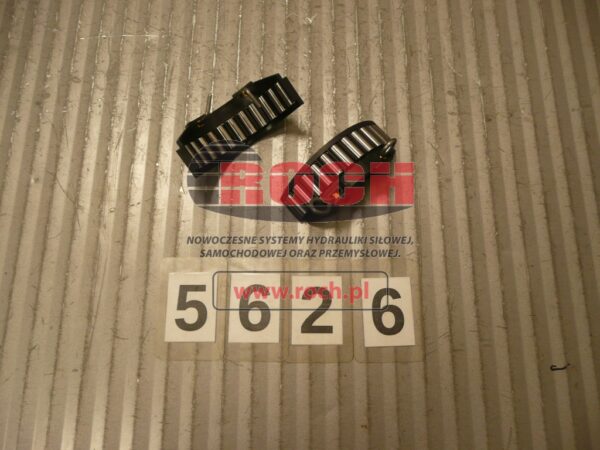 ROCH
NOWOCZESNE SYSTEMY HYDRAULIKI SIŁOWEJ,
SAMOCHODOWEJ ORAZ PRZEMYSŁOWEJ.
www.roch.pl
5 6 2 6